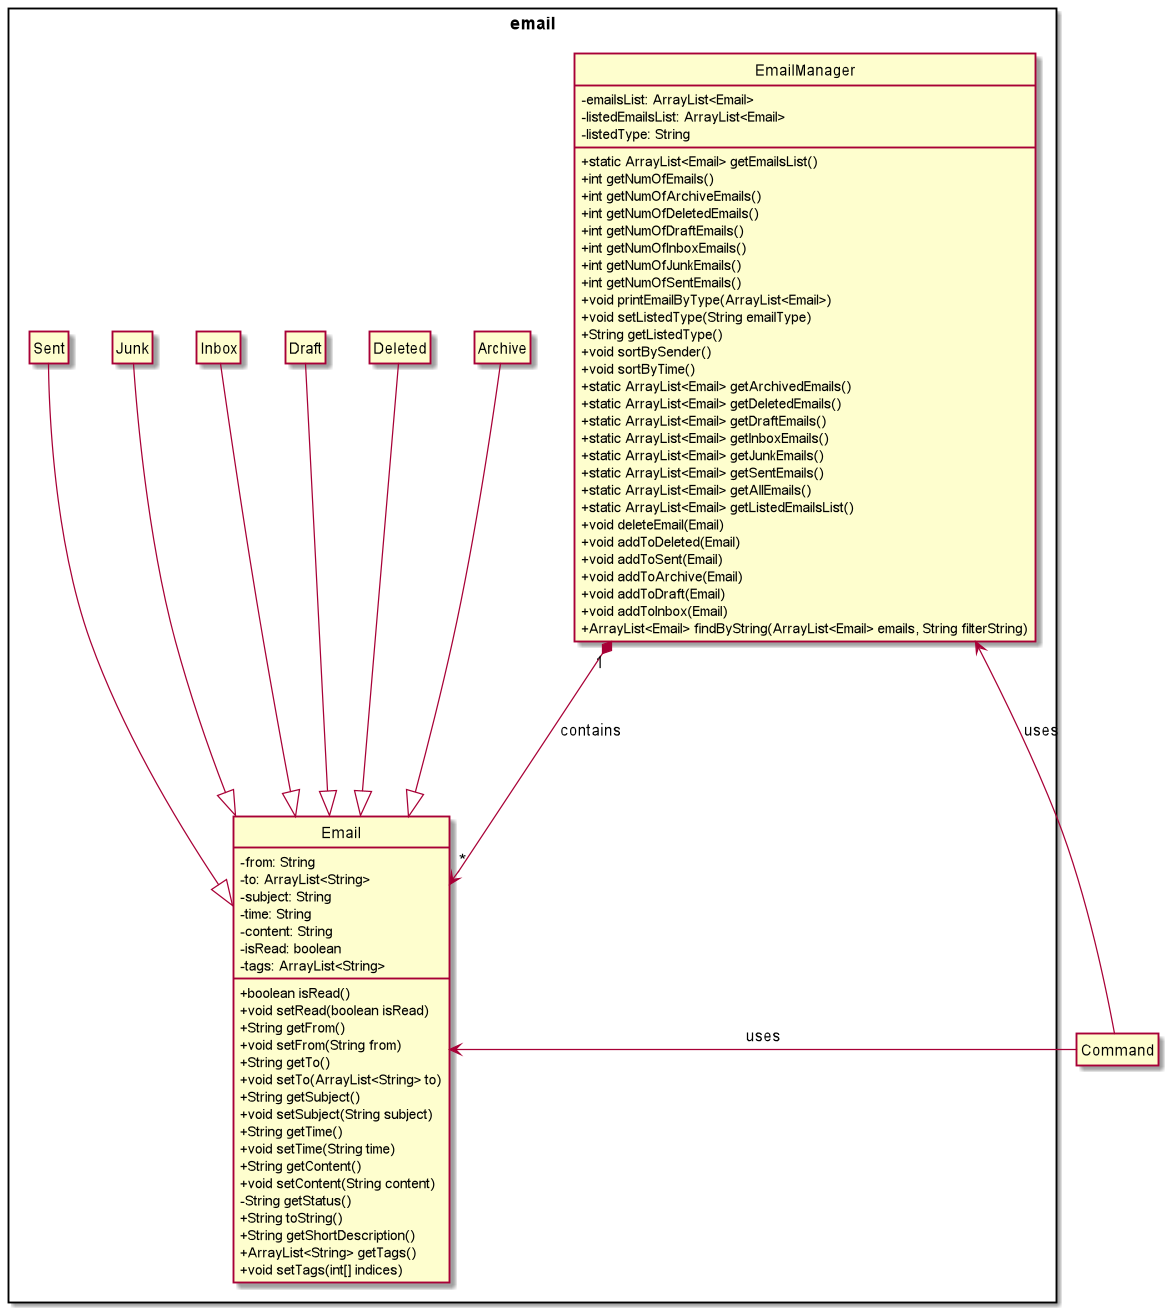 email
EmailManager
-emailsList: ArrayList<Email>
-listedEmailsList: ArrayList<Email>
-listedType: String
+static ArrayList<Email> getEmailsList()
+int getNumOfEmails()
+int getNumOfArchiveEmails()
+int getNumOfDeletedEmails()
+int getNumOfDraftEmails()
+int getNumOfInboxEmails()
+int getNumOfJunkEmails()
+int getNumOfSentEmails()
+void printEmailByType(ArrayList<Email>)
+void setListedType(String emailType)
+String getListedType()
+void sortBySender()
+void sortByTime()
+static ArrayList<Email> getArchivedEmails()
+static ArrayList<Email> getDeletedEmails()
+static ArrayList<Email> getDraftEmails()
+static ArrayList<Email> getInboxEmails()
+static ArrayList<Email> getJunkEmails()
+static ArrayList<Email> getSentEmails()
+static ArrayList<Email> getAllEmails()
+static ArrayList<Email> getListedEmailsList()
+void deleteEmail(Email)
+void addToDeleted(Email)
+void addToSent(Email)
+void addToArchive(Email)
+void addToDraft(Email)
+void addToInbox(Email)
+ArrayList<Email> findByString(ArrayList<Email> emails, String filterString)
Sent
Junk
Inbox
Draft
Deleted
Archive
1
contains
uses
*
Email
-from: String
-to: ArrayList<String>
-subject: String
-time: String
-content: String
-isRead: boolean
-tags: ArrayList<String>
+boolean isRead()
+void setRead(boolean isRead)
+String getFrom()
+void setFrom(String from)
+String getTo()
+void setTo(ArrayList<String> to)
+String getSubject()
+void setSubject(String subject)
+String getTime()
+void setTime(String time)
+String getContent()
+void setContent(String content)
-String getStatus()
+String toString()
+String getShortDescription()
+ArrayList<String> getTags()
+void setTags(int[] indices)
uses
Command